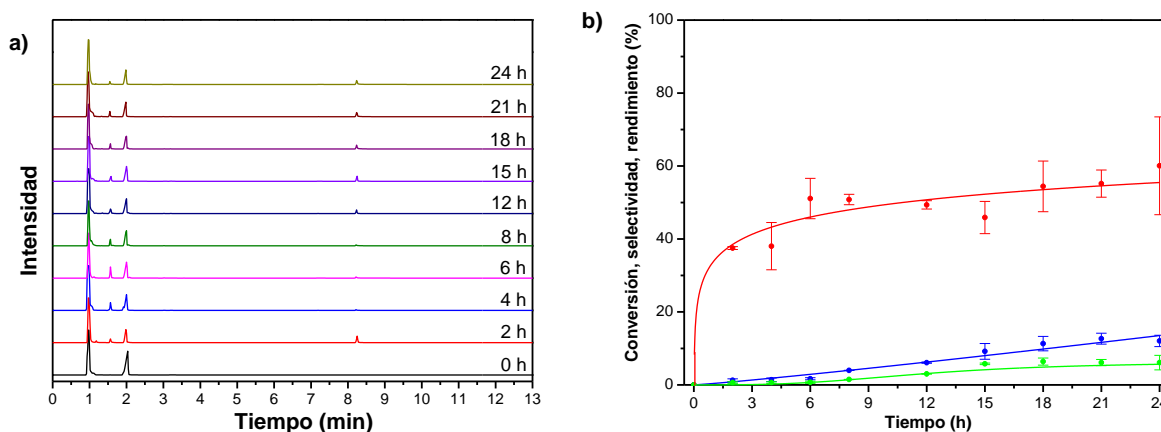 a)
Intensidad
24 h
21 h
18 h
15 h
12 h
8 h
6 h
4 h
2 h
0 h
0 1 2 3 4 5 6 7 8 9 10 11 12 13
Tiempo (min)
b)
Conversión, selectividad, rendimiento (%)
100
80
60
40
20
0
0 3 6 9 12 15 18 21 24
Tiempo (h)